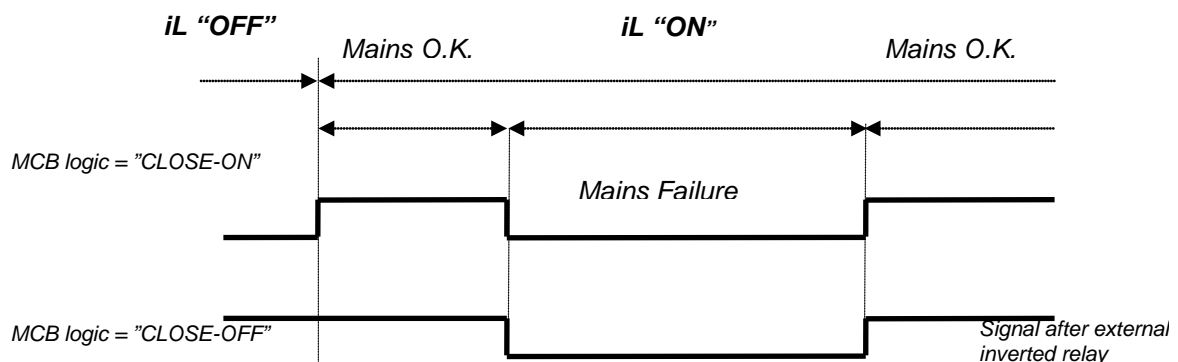 iL “OFF”
iL “ON”
Mains O.K.
Mains O.K.
MCB logic = ”CLOSE-ON”
Mains Failure
MCB logic = ”CLOSE-OFF”
Signal after external
inverted relay